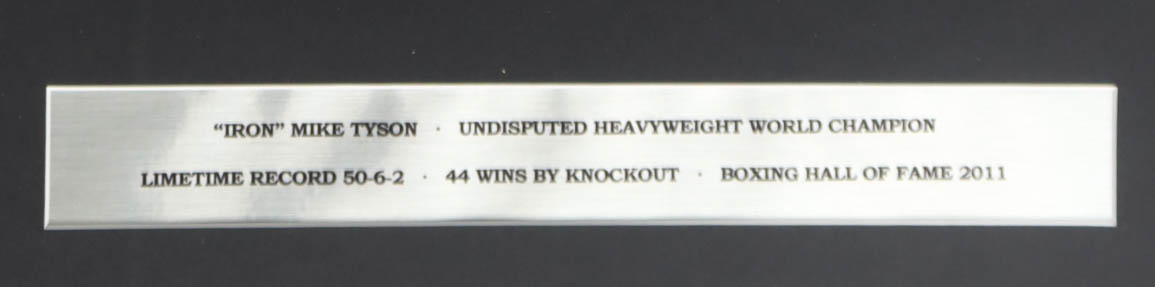 “IRON” MIKE TYSON · UNDISPUTED HEAVYWEIGHT WORLD CHAMPION
LIMETIME RECORD 50-6-2 · 44 WINS BY KNOCKOUT · BOXING HALL OF FAME 2011